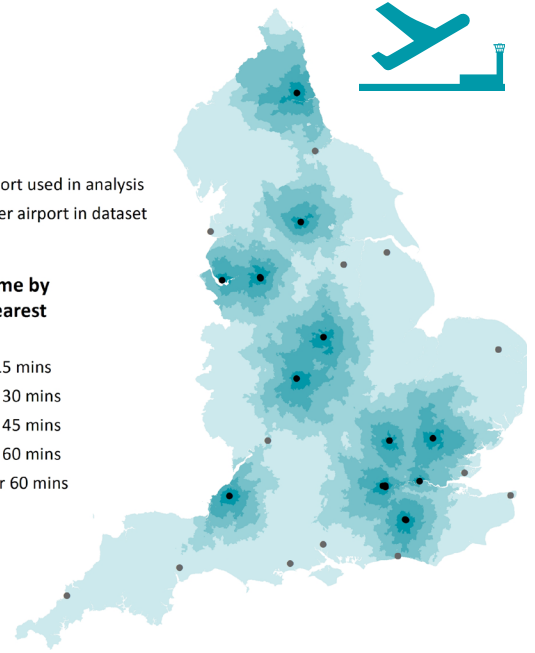 ort used in analysis
er airport in dataset
me by
earest
5 mins
30 mins
45 mins
60 mins
r 60 mins